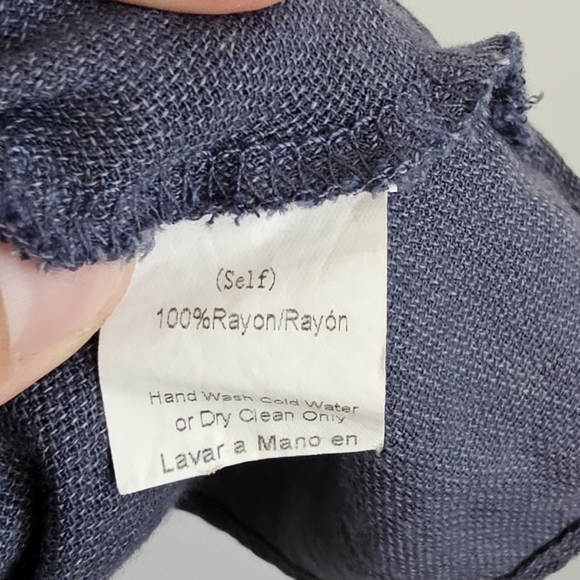 (Self)
100%Rayon/Rayón
Hand Wash Cold Water
or Dry Clean Only
Lavar a Mano en